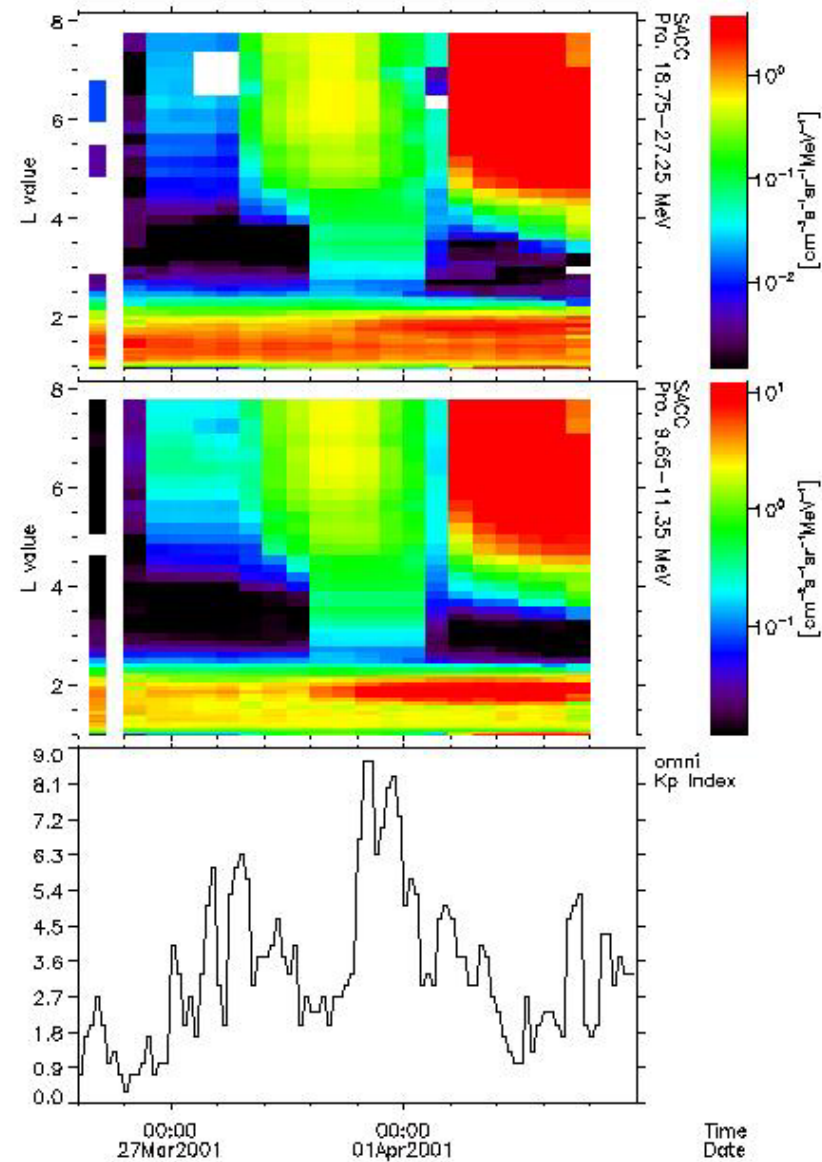 8
6
4
2
L value
SACC
Pro. 18.75-27.25 MeV
10⁰
10⁻¹
10⁻²
[cm⁻²s⁻¹sr⁻¹MeV⁻¹]
8
6
4
2
L value
SACC
Pro. 9.65-11.35 MeV
10¹
10⁰
10⁻¹
[cm⁻²s⁻¹sr⁻¹MeV⁻¹]
9.0
8.1
7.2
6.3
5.4
4.5
3.6
2.7
1.8
0.9
0.0
omni
Kp Index
00:00 00:00 Time
27Mar2001 01Apr2001 Date